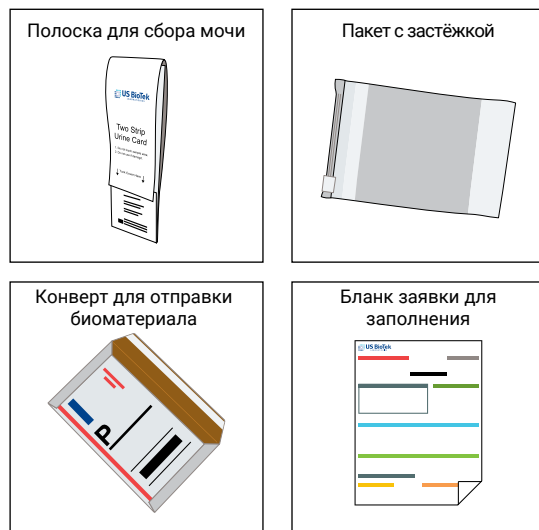 Полоска для сбора мочи
US BioTek
Two Strip
Urine Card
Пакет с застёжкой
Конверт для отправки
биоматериала
P
Бланк заявки для
заполнения
US BioTek